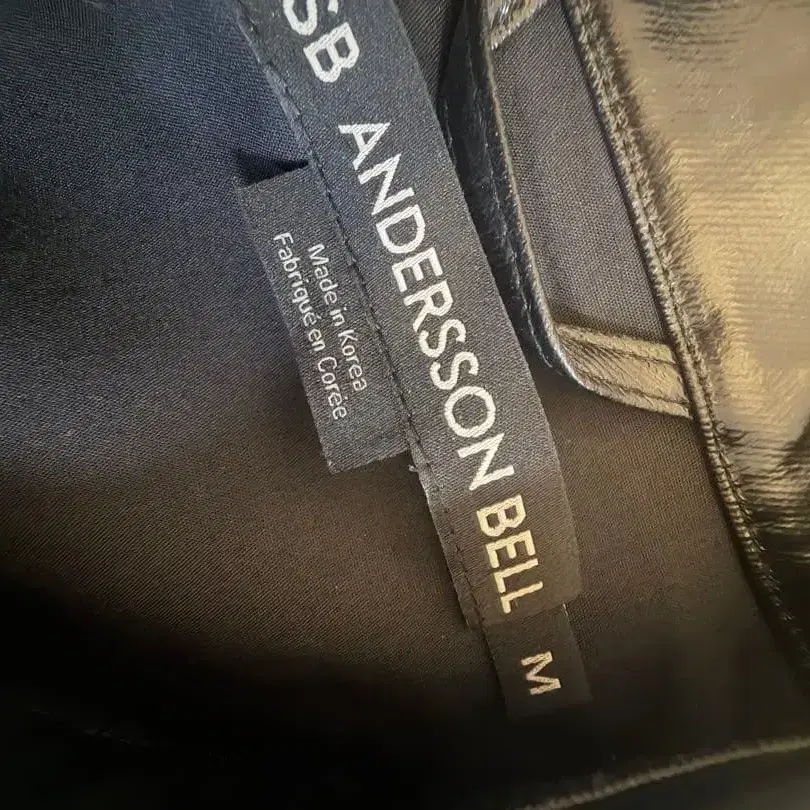 SB ANDERSSON BELL
M
Made in Korea
Fabriqué en Corée